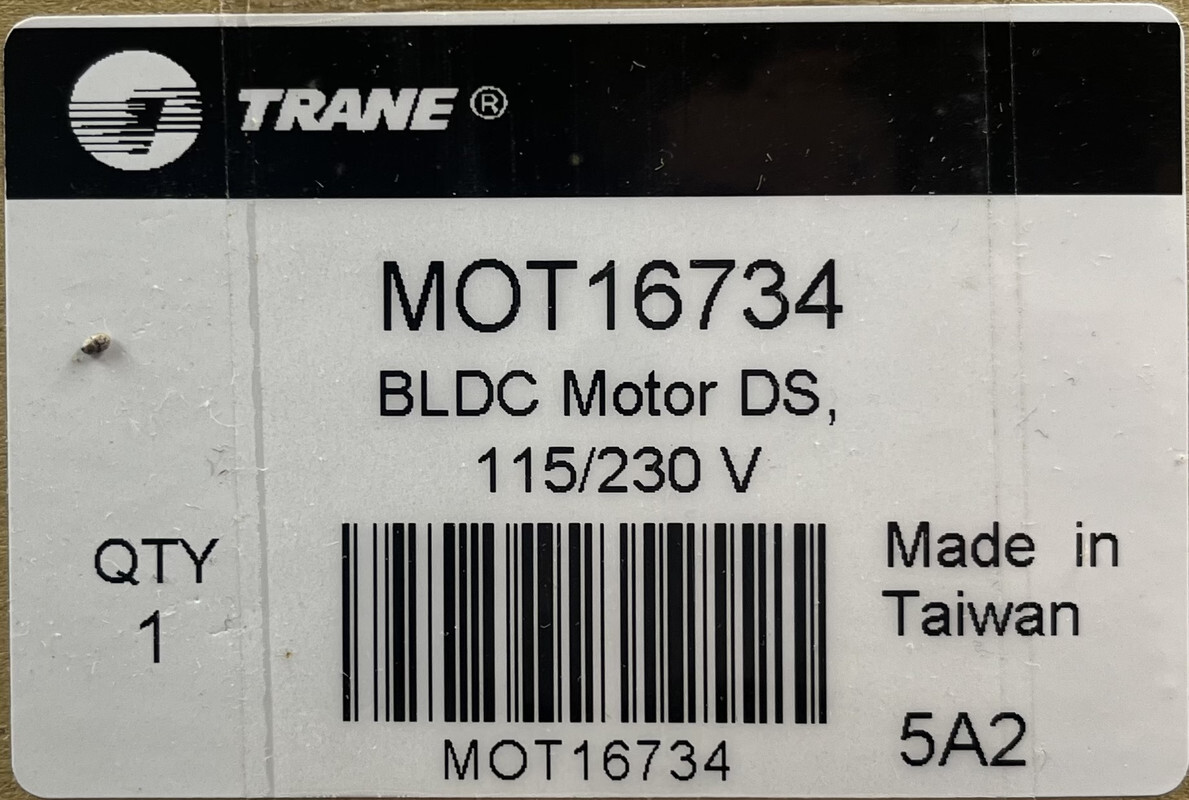 TRANE ®
MOT16734
BLDC Motor DS,
115/230 V
QTY
1
Made in
Taiwan
MOT16734
5A2